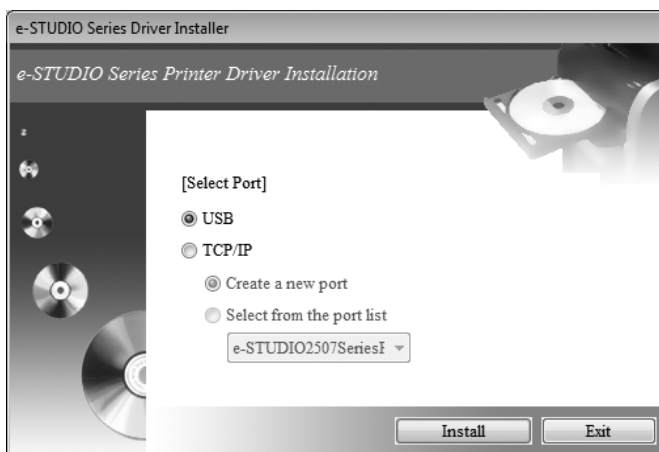 e-STUDIO Series Driver Installer
e-STUDIO Series Printer Driver Installation
[Select Port]
USB
TCP/IP
Create a new port
Select from the port list
e-STUDIO2507SeriesF
Install
Exit